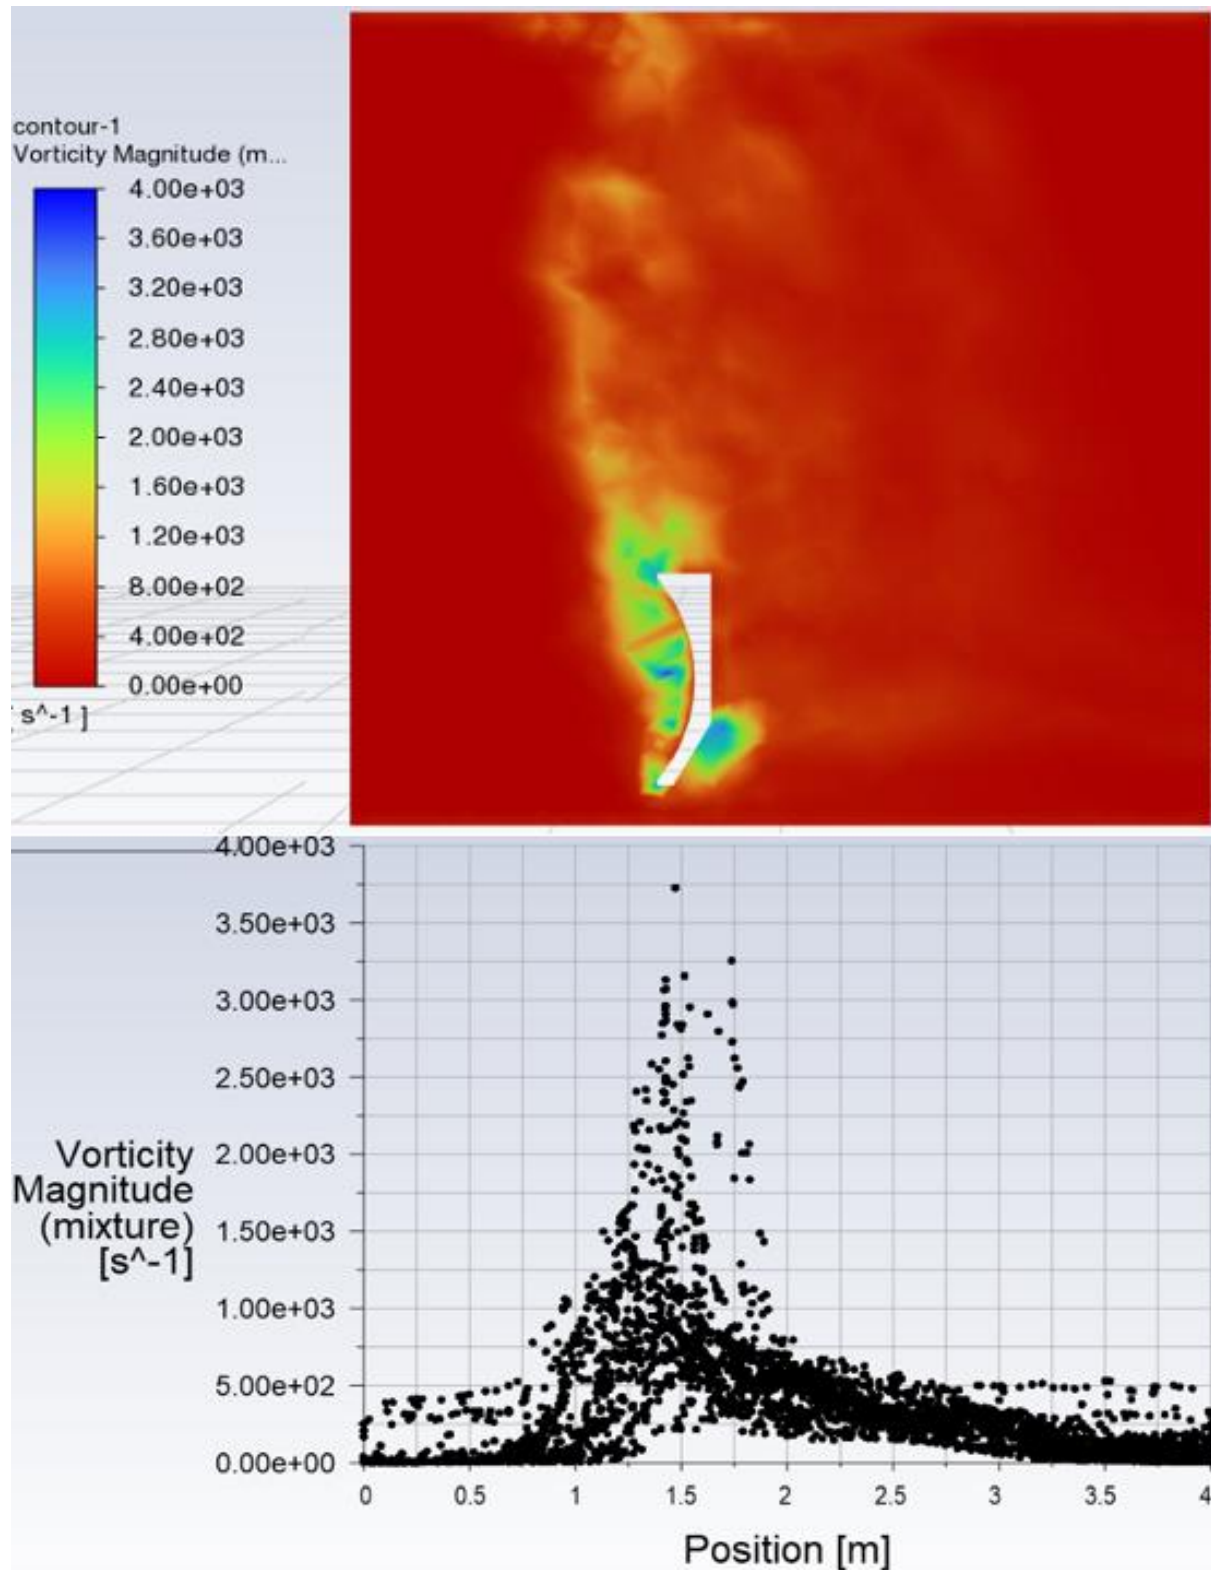 contour-1
Vorticity Magnitude (m...
4.00e+03
3.60e+03
3.20e+03
2.80e+03
2.40e+03
2.00e+03
1.60e+03
1.20e+03
8.00e+02
4.00e+02
0.00e+00
s^-1 ]
4.00e+03
3.50e+03
3.00e+03
2.50e+03
2.00e+03
1.50e+03
1.00e+03
5.00e+02
0.00e+00
Vorticity
Magnitude
(mixture)
[s^-1]
0 0.5 1 1.5 2 2.5 3 3.5 4
Position [m]